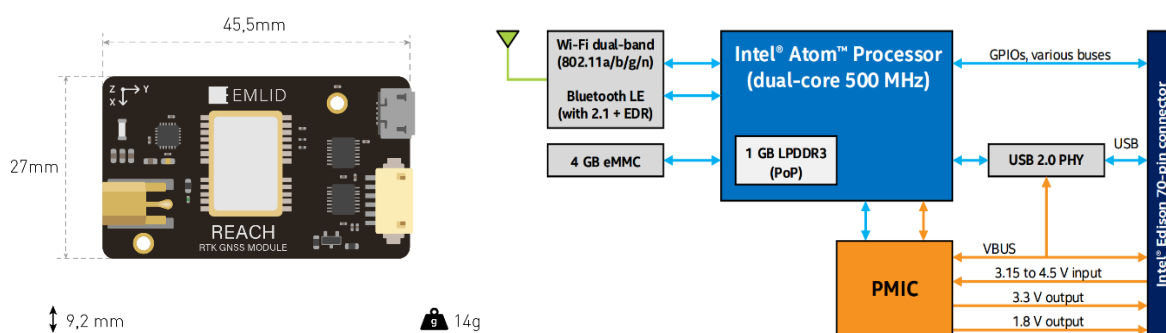 45,5mm
27mm
Z Y
X
EMLID
REACH
RTK GNSS MODULE
9,2 mm
g 14g
Wi-Fi dual-band
(802.11a/b/g/n)
Bluetooth LE
(with 2.1 + EDR)
4 GB eMMC
Intel® Atom™ Processor
(dual-core 500 MHz)
1 GB LPDDR3
(PoP)
GPIOs, various buses
USB 2.0 PHY
USB
PMIC
VBUS
3.15 to 4.5 V input
3.3 V output
1.8 V output
Intel® Edison 70-pin connector